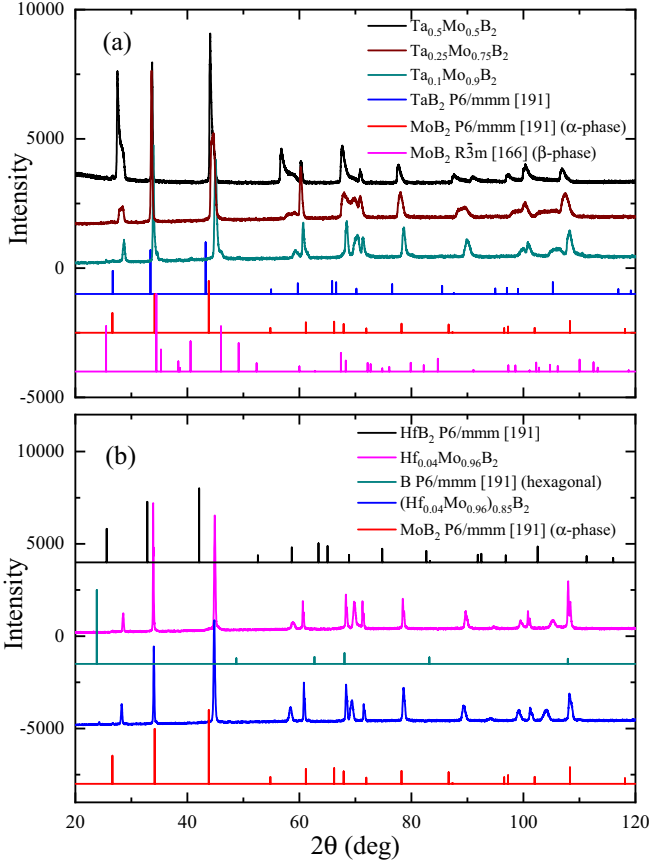 (a)
Ta₀.₅Mo₀.₅B₂
Ta₀.₂₅Mo₀.₇₅B₂
Ta₀.₁Mo₀.₉B₂
TaB₂ P6/mmm [191]
MoB₂ P6/mmm [191] (α-phase)
MoB₂ R3̄m [166] (β-phase)
10000
5000
0
-5000
Intensity
(b)
HfB₂ P6/mmm [191]
Hf₀.₀₄Mo₀.₉₆B₂
B P6/mmm [191] (hexagonal)
(Hf₀.₀₄Mo₀.₉₆)₀.₈₅B₂
MoB₂ P6/mmm [191] (α-phase)
10000
5000
0
-5000
Intensity
20 40 60 80 100 120
2θ (deg)